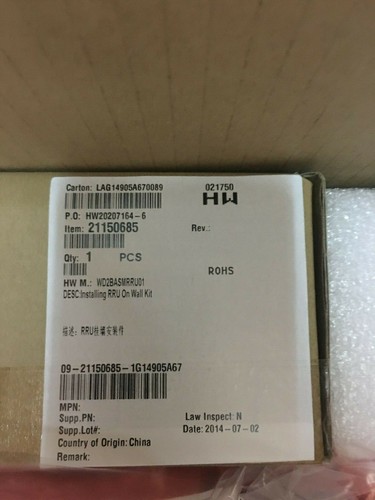 Carton: LAG14905A670089 021750
HW
P.O: HW20207164-6
Item: 21150685 Rev.:
Qty: 1 PCS
ROHS
HW M.: WD2BASMRRU01
DESC:Installing RRU On Wall Kit
描述: RRU挂墙安装件
09-21150685-1G14905A67
MPN:
Supp.PN: Law Inspect: N
Supp.Lot#: Date: 2014-07-02
Country of Origin: China
Remark: